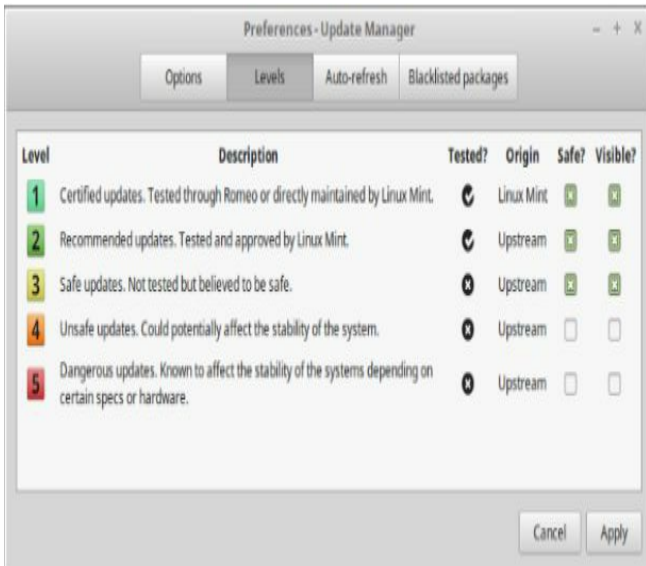 Preferences - Update Manager
Options Levels Auto-refresh Blacklisted packages
Level Description Tested? Origin Safe? Visible?
1 Certified updates. Tested through Romeo or directly maintained by Linux Mint. Linux Mint
2 Recommended updates. Tested and approved by Linux Mint. Upstream
3 Safe updates. Not tested but believed to be safe. Upstream
4 Unsafe updates. Could potentially affect the stability of the system. Upstream
5 Dangerous updates. Known to affect the stability of the systems depending on
certain specs or hardware. Upstream
Cancel Apply